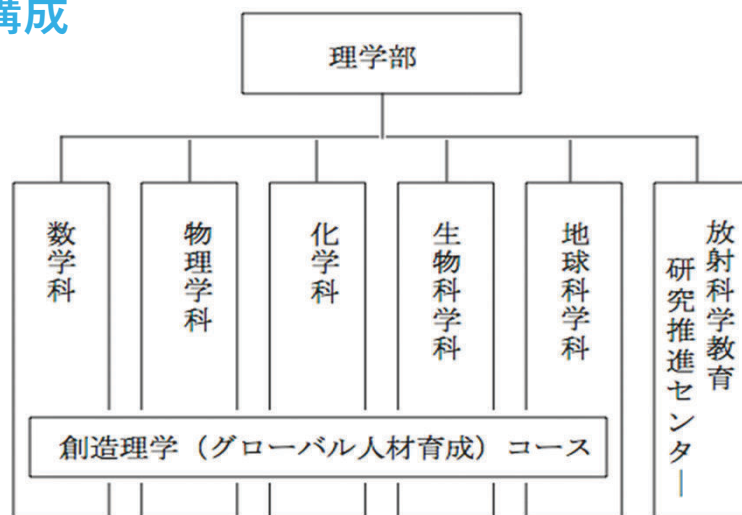 構成
理学部
数学科
物理学科
化学科
生物科学科
地球科学科
放射科学教育
研究推進センター
創造理学（グローバル人材育成）コース